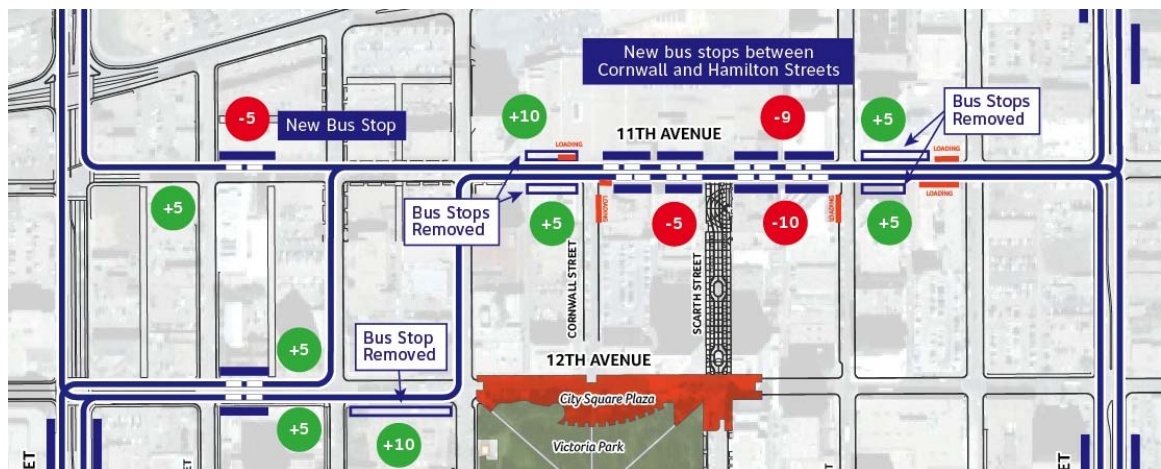 New bus stops between
Cornwall and Hamilton Streets
Bus Stops
Removed
-5
New Bus Stop
+10
11TH AVENUE
-9
+5
LOADING
LOADING
+5
Bus Stops
Removed
+5
LOADING
-5
-10
LOADING
+5
LOADING
CORNWALL STREET
SCARTH STREET
Bus Stop
Removed
+5
12TH AVENUE
City Square Plaza
+5
+10
Victoria Park